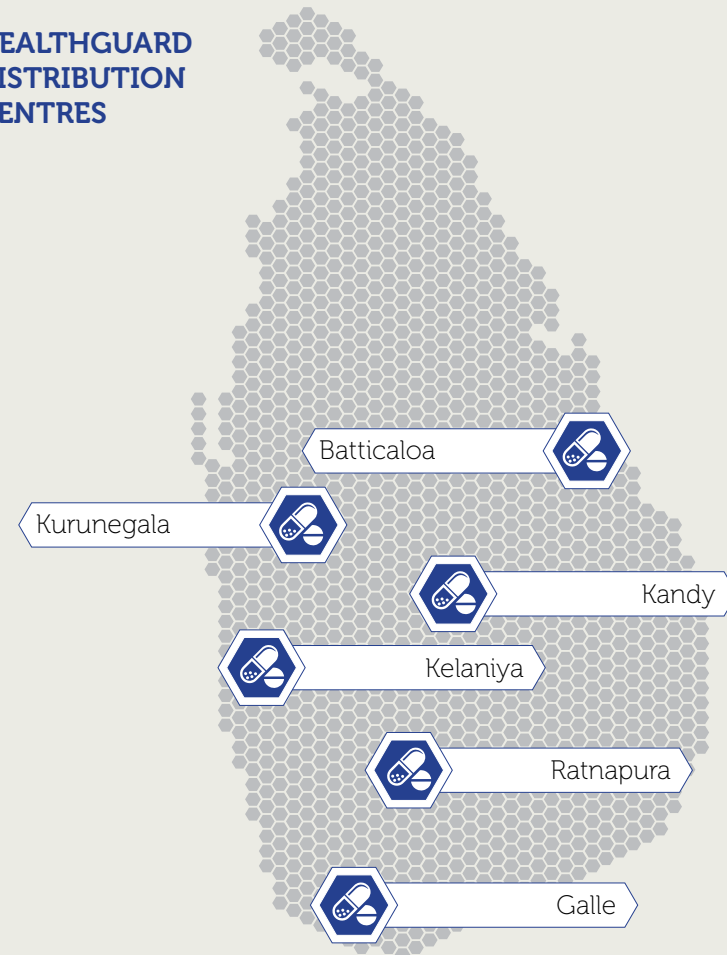 EALTHGUARD
ISTRIBUTION
ENTRES
Batticaloa
Kurunegala
Kandy
Kelaniya
Ratnapura
Galle